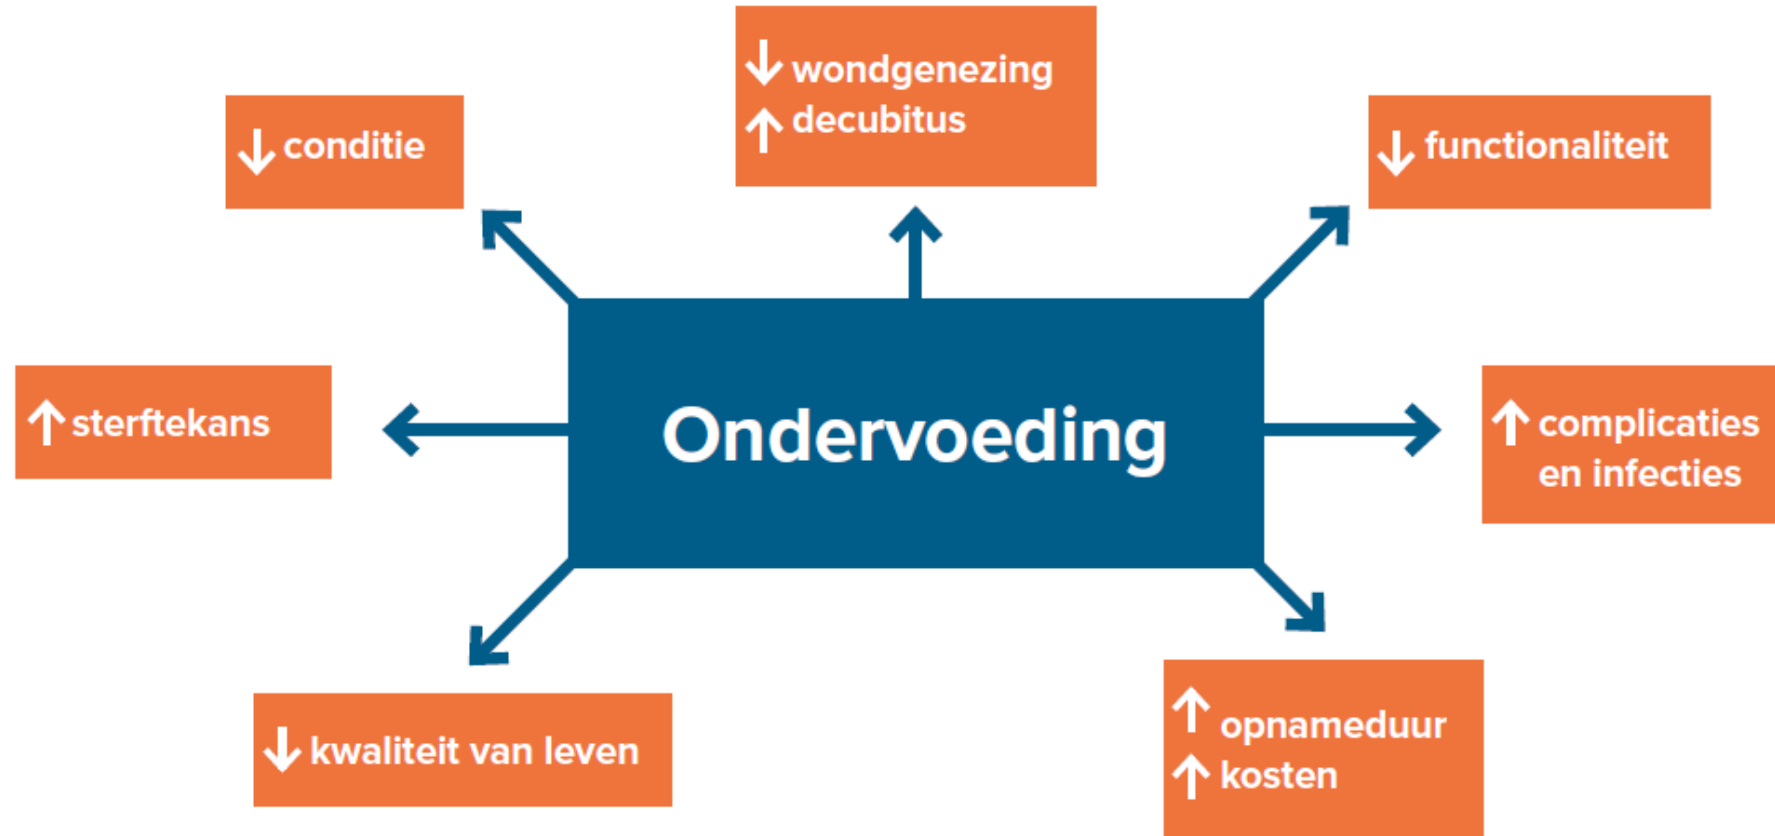 ↓ wondgenezing
↑ decubitus
↓ conditie
↓ functionaliteit
↑ sterftekans
Ondervoeding
↑ complicaties
en infecties
↓ kwaliteit van leven
↑ opnameduur
↑ kosten